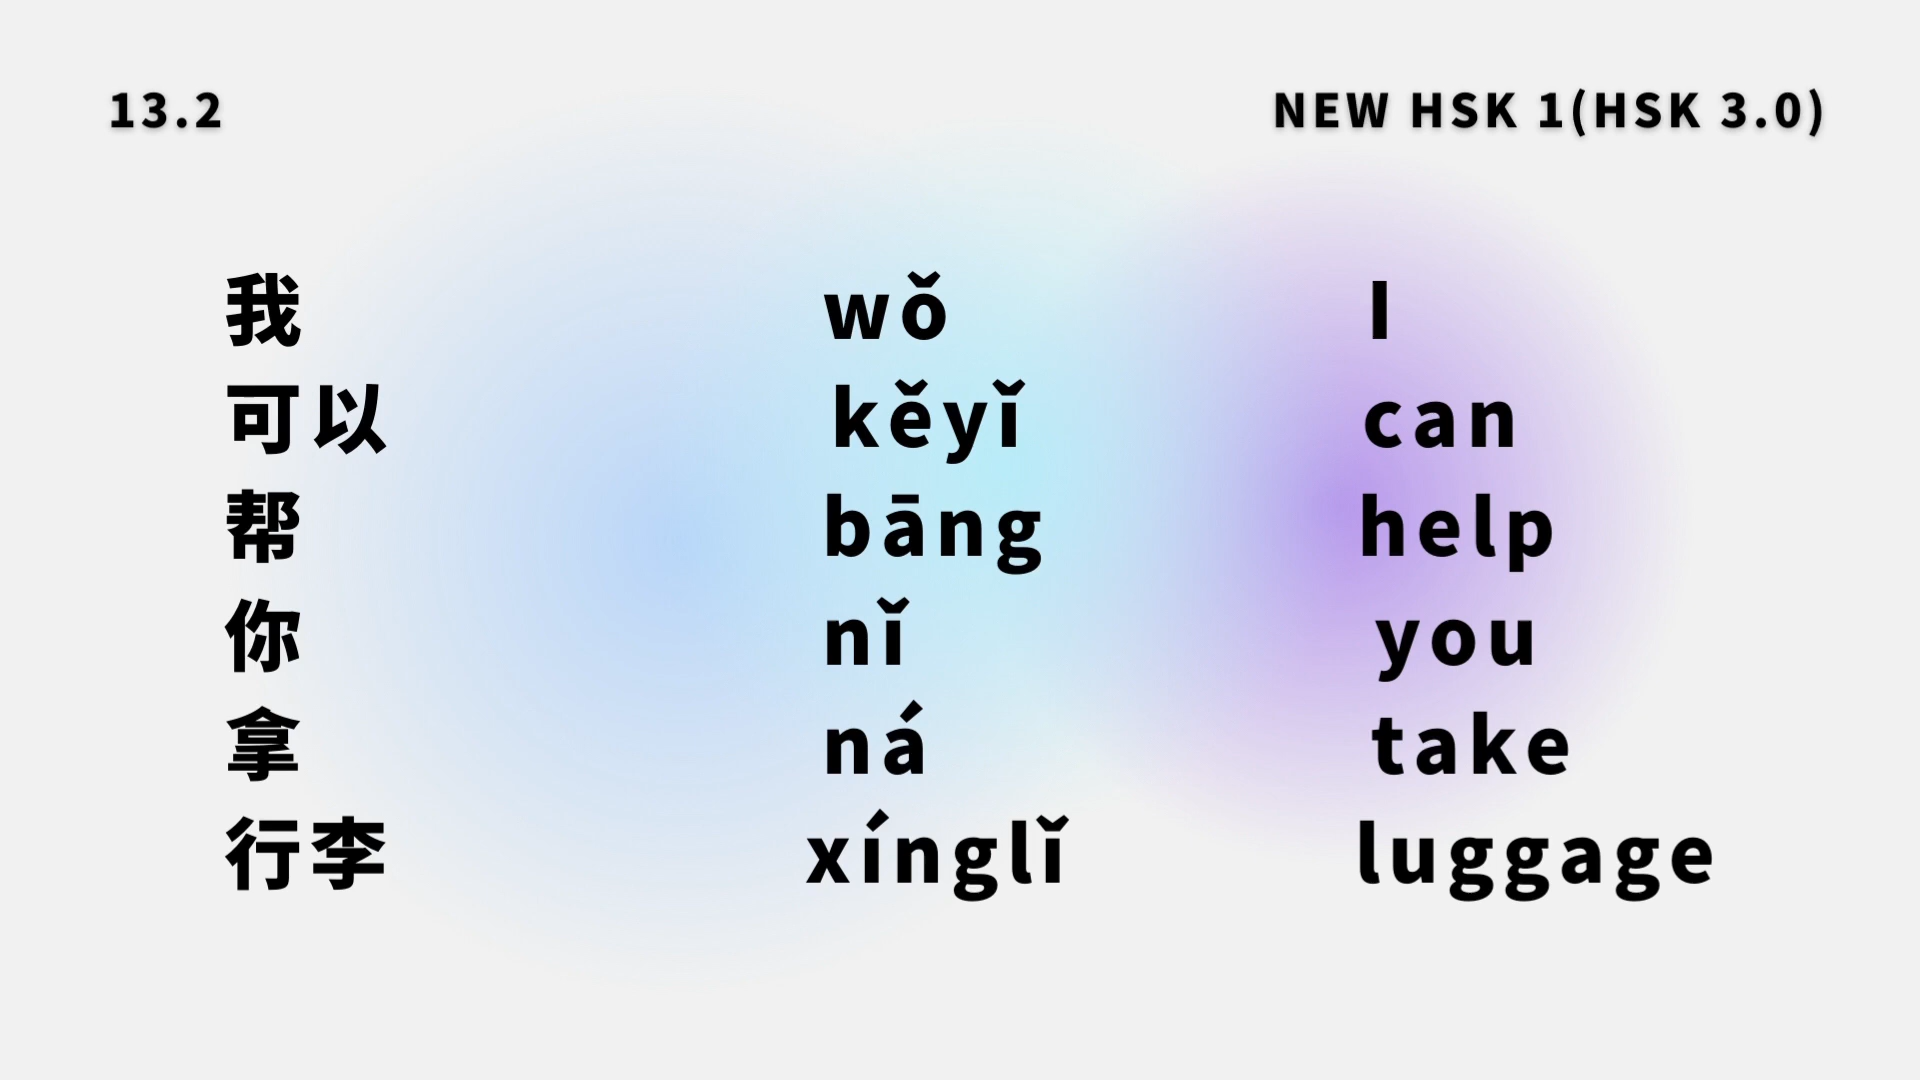 13.2 NEW HSK 1(HSK 3.0)
我 wǒ I
可以 kěyǐ can
帮 bāng help
你 nǐ you
拿 ná take
行李 xínglǐ luggage